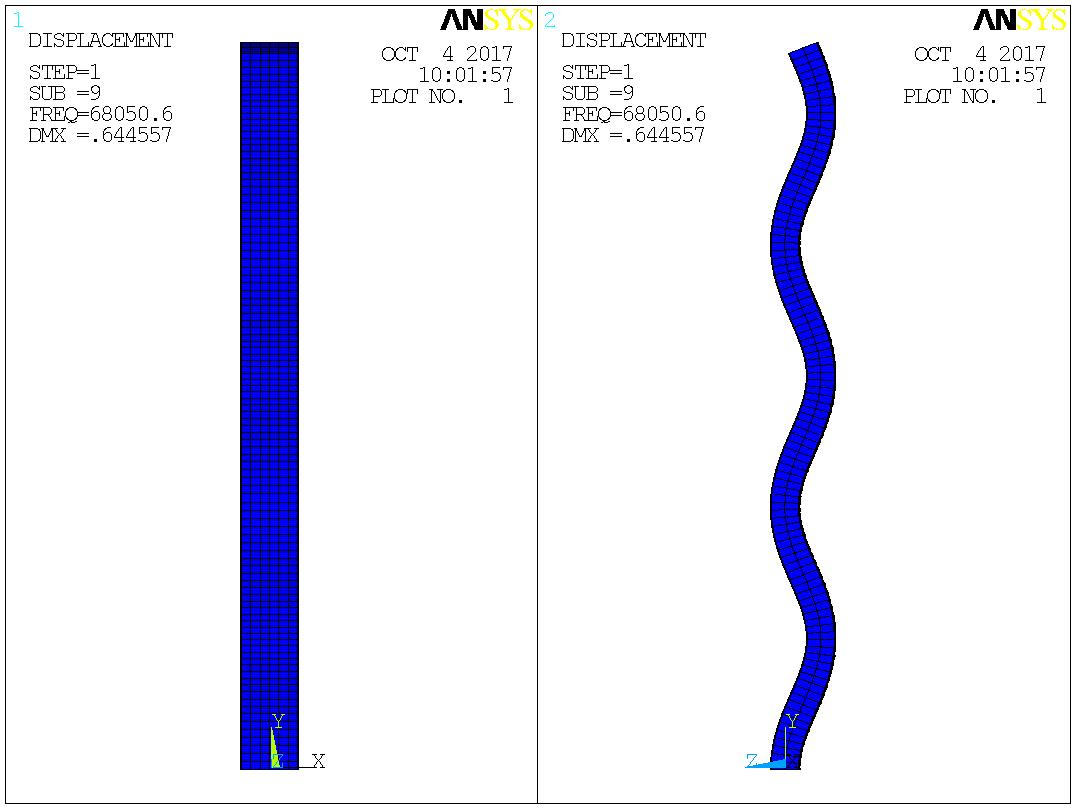 1
ANSYS
DISPLACEMENT
STEP=1
SUB =9
FREQ=68050.6
DMX =.644557
OCT  4 2017
10:01:57
PLOT NO.   1
Y
Z
X
2
ANSYS
DISPLACEMENT
STEP=1
SUB =9
FREQ=68050.6
DMX =.644557
OCT  4 2017
10:01:57
PLOT NO.   1
Y
Z
X